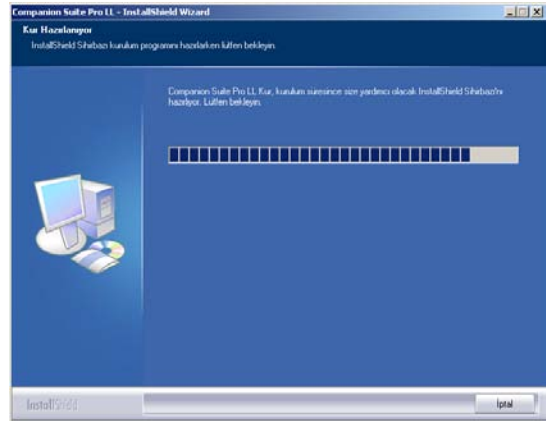 Companion Suite Pro LL - InstallShield Wizard
Kur Hazırlanıyor
InstallShield Sihirbazı kurulum programını hazırlarken lütfen bekleyin.
Companion Suite Pro LL Kur, kurulum süresince size yardımcı olacak InstallShield Sihirbazı'nı
hazırlıyor. Lütfen bekleyin.
InstallShield
İptal